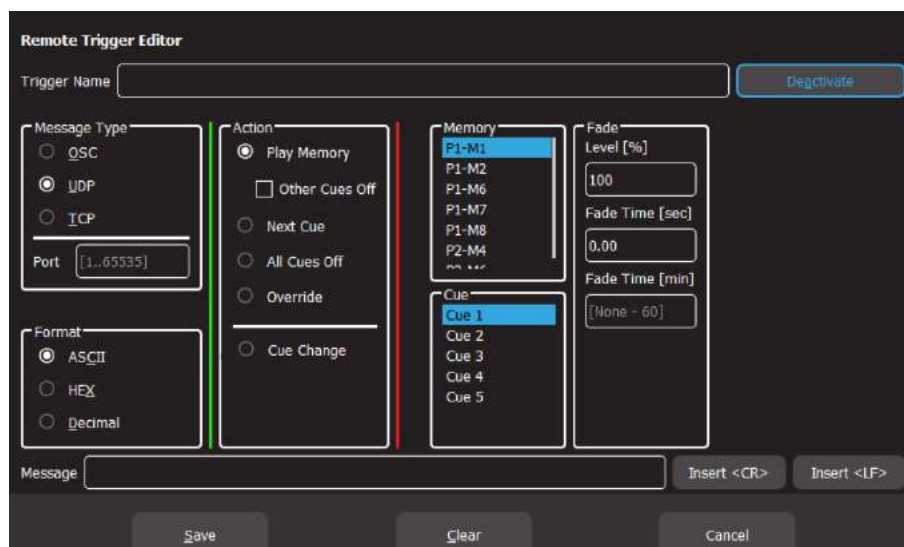 Remote Trigger Editor
Trigger Name
Deactivate
Message Type
OSC
UDP
TCP
Port [1..65535]
Format
ASCII
HEX
Decimal
Action
Play Memory
Other Cues Off
Next Cue
All Cues Off
Override
Cue Change
Memory
P1-M1
P1-M2
P1-M6
P1-M7
P1-M8
P2-M4
Cue
Cue 1
Cue 2
Cue 3
Cue 4
Cue 5
Fade
Level [%]
100
Fade Time [sec]
0.00
Fade Time [min]
[None - 60]
Message
Insert <CR>
Insert <LF>
Save
Clear
Cancel